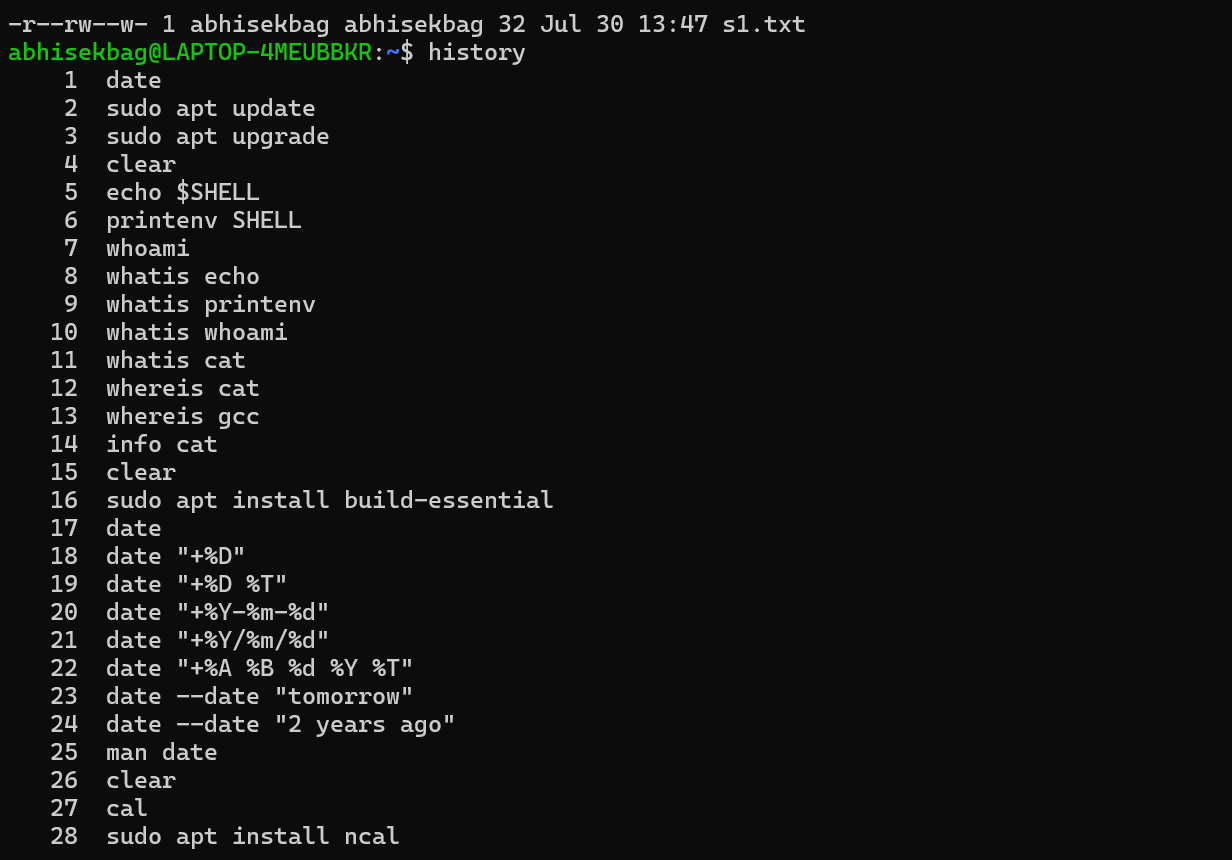 -r--rw--w- 1 abhisekbag abhisekbag 32 Jul 30 13:47 s1.txt
abhisekbag@LAPTOP-4MEUBBKR:~$ history
    1  date
    2  sudo apt update
    3  sudo apt upgrade
    4  clear
    5  echo $SHELL
    6  printenv SHELL
    7  whoami
    8  whatis echo
    9  whatis printenv
   10  whatis whoami
   11  whatis cat
   12  whereis cat
   13  whereis gcc
   14  info cat
   15  clear
   16  sudo apt install build-essential
   17  date
   18  date "+%D"
   19  date "+%D %T"
   20  date "+%Y-%m-%d"
   21  date "+%Y/%m/%d"
   22  date "+%A %B %d %Y %T"
   23  date --date "tomorrow"
   24  date --date "2 years ago"
   25  man date
   26  clear
   27  cal
   28  sudo apt install ncal